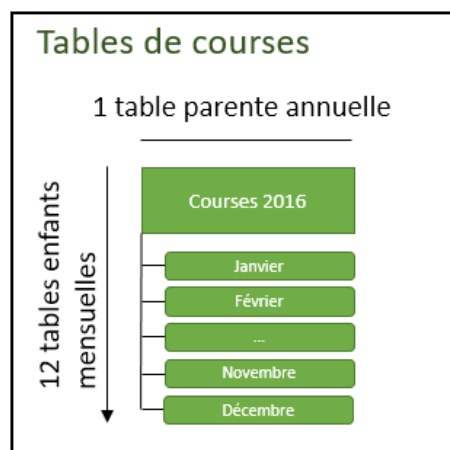 Tables de courses
1 table parente annuelle
12 tables enfants
mensuelles
Courses 2016
Janvier
Février
...
Novembre
Décembre